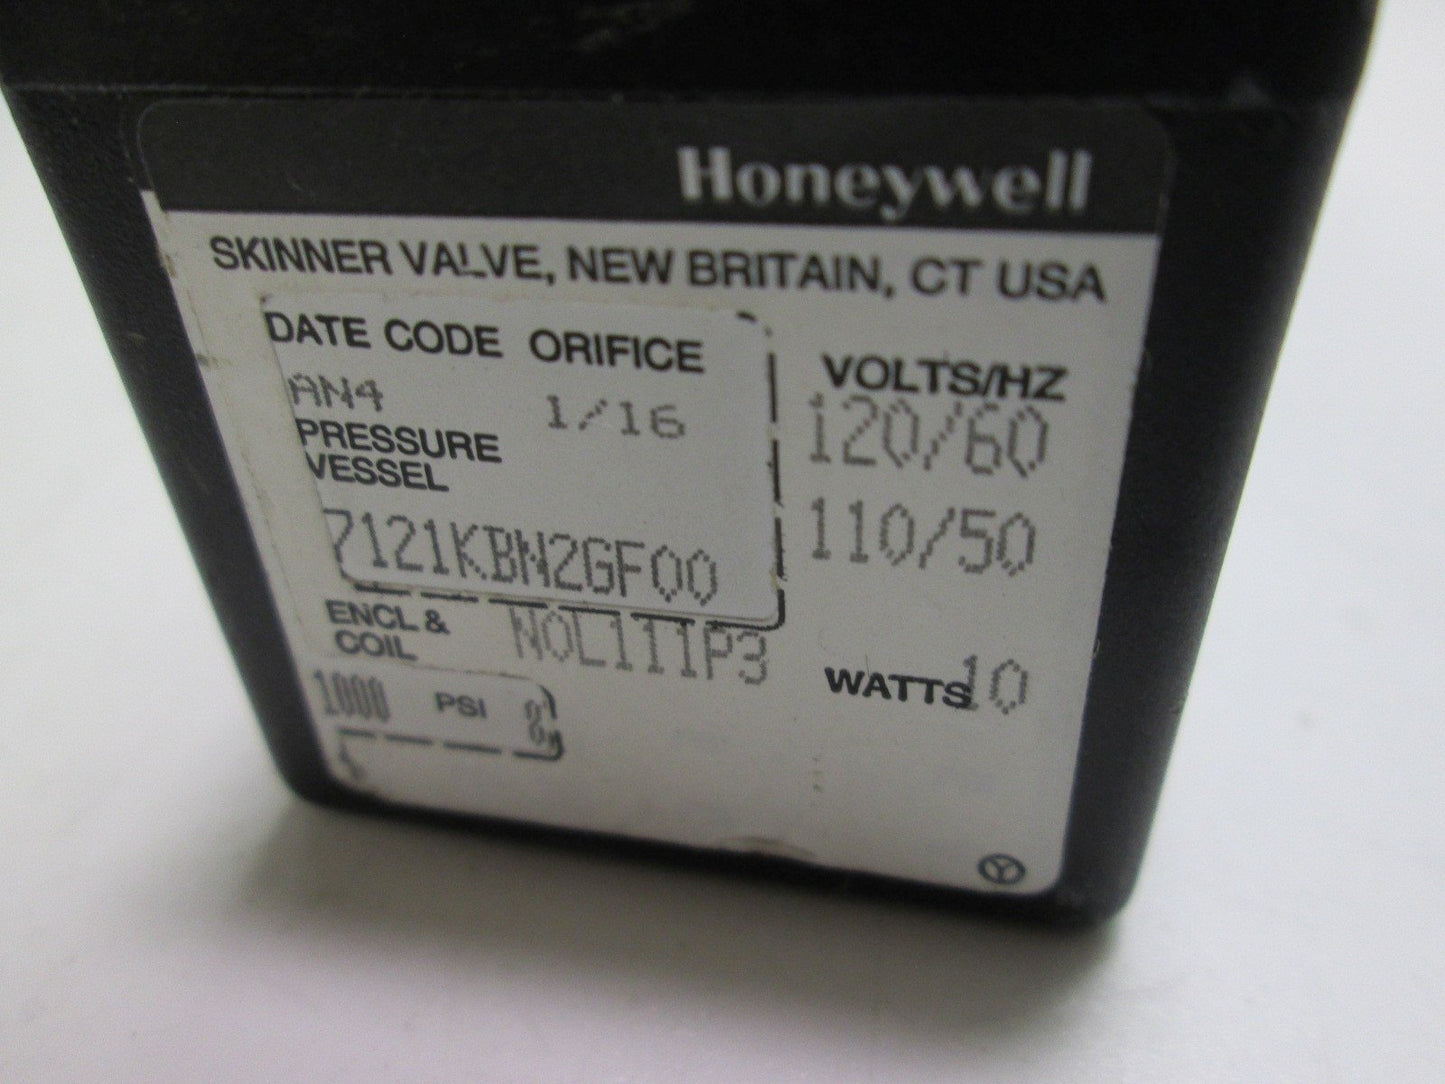 Honeywell
SKINNER VALVE, NEW BRITAIN, CT USA
DATE CODE ORIFICE
AN4 1/16
PRESSURE
VESSEL
7121KBN2GF00
VOLTS/HZ
120/60
110/50
ENCL &
COIL
N0L111P3
WATTS 10
1000 PSI